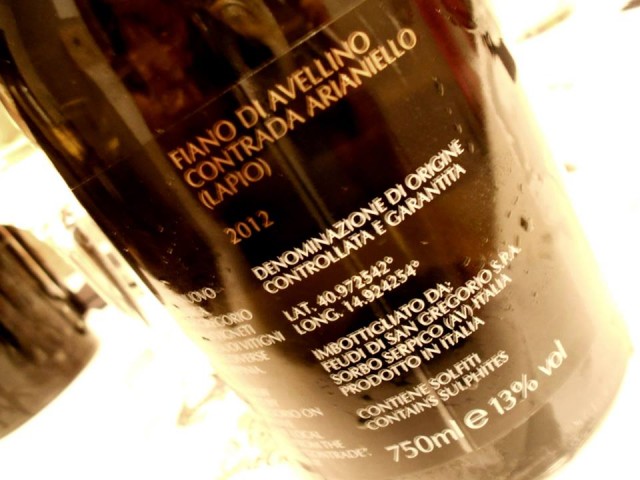 FIANO DI AVELLINO
CONTRADA ARIANIELLO
(LAPIO)
2012
DENOMINAZIONE DI ORIGINE
CONTROLLATA E GARANTITA
LAT. 40.972542°
LONG. 14.924254°
IMBOTTIGLIATO DA:
FEUDI DI SAN GREGORIO S.P.A.
SORBO SERPICO (AV) ITALIA
PRODOTTO IN ITALIA
CONTIENE SOLFITI
CONTAINS SULPHITES
750ml e 13% vol